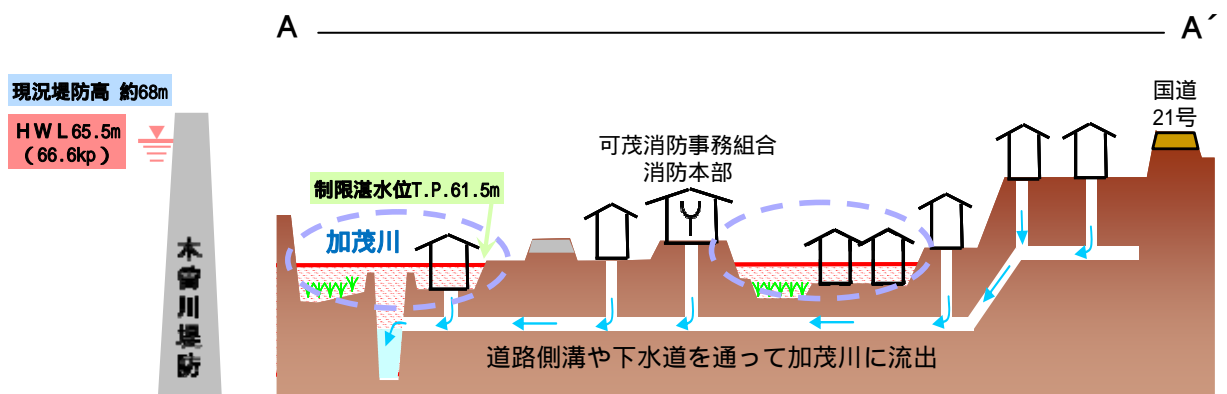 A
A´
現況堤防高 約68m
HWL65.5m
(66.6kp)
木曽川堤防
制限湛水位T.P.61.5m
加茂川
可茂消防事務組合
消防本部
国道
21号
道路側溝や下水道を通って加茂川に流出